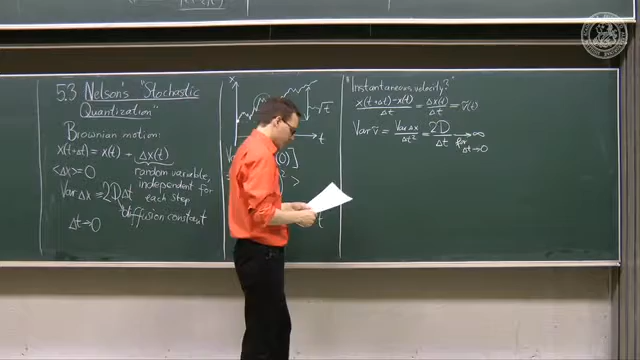 5.3 Nelson's "Stochastic
Quantization"
Brownian motion:
x(t+Δt) = x(t) + Δx(t)
<Δx> = 0
random variable,
independent for
each step
Var Δx = 2DΔt
diffusion constant
Δt→0
x
√t
t
"Instantaneous velocity?"
x(t+Δt)-x(t) / Δt = Δx(t) / Δt = ṽ(t)
Var ṽ = Var Δx / Δt² = 2D / Δt → ∞
for
Δt→0